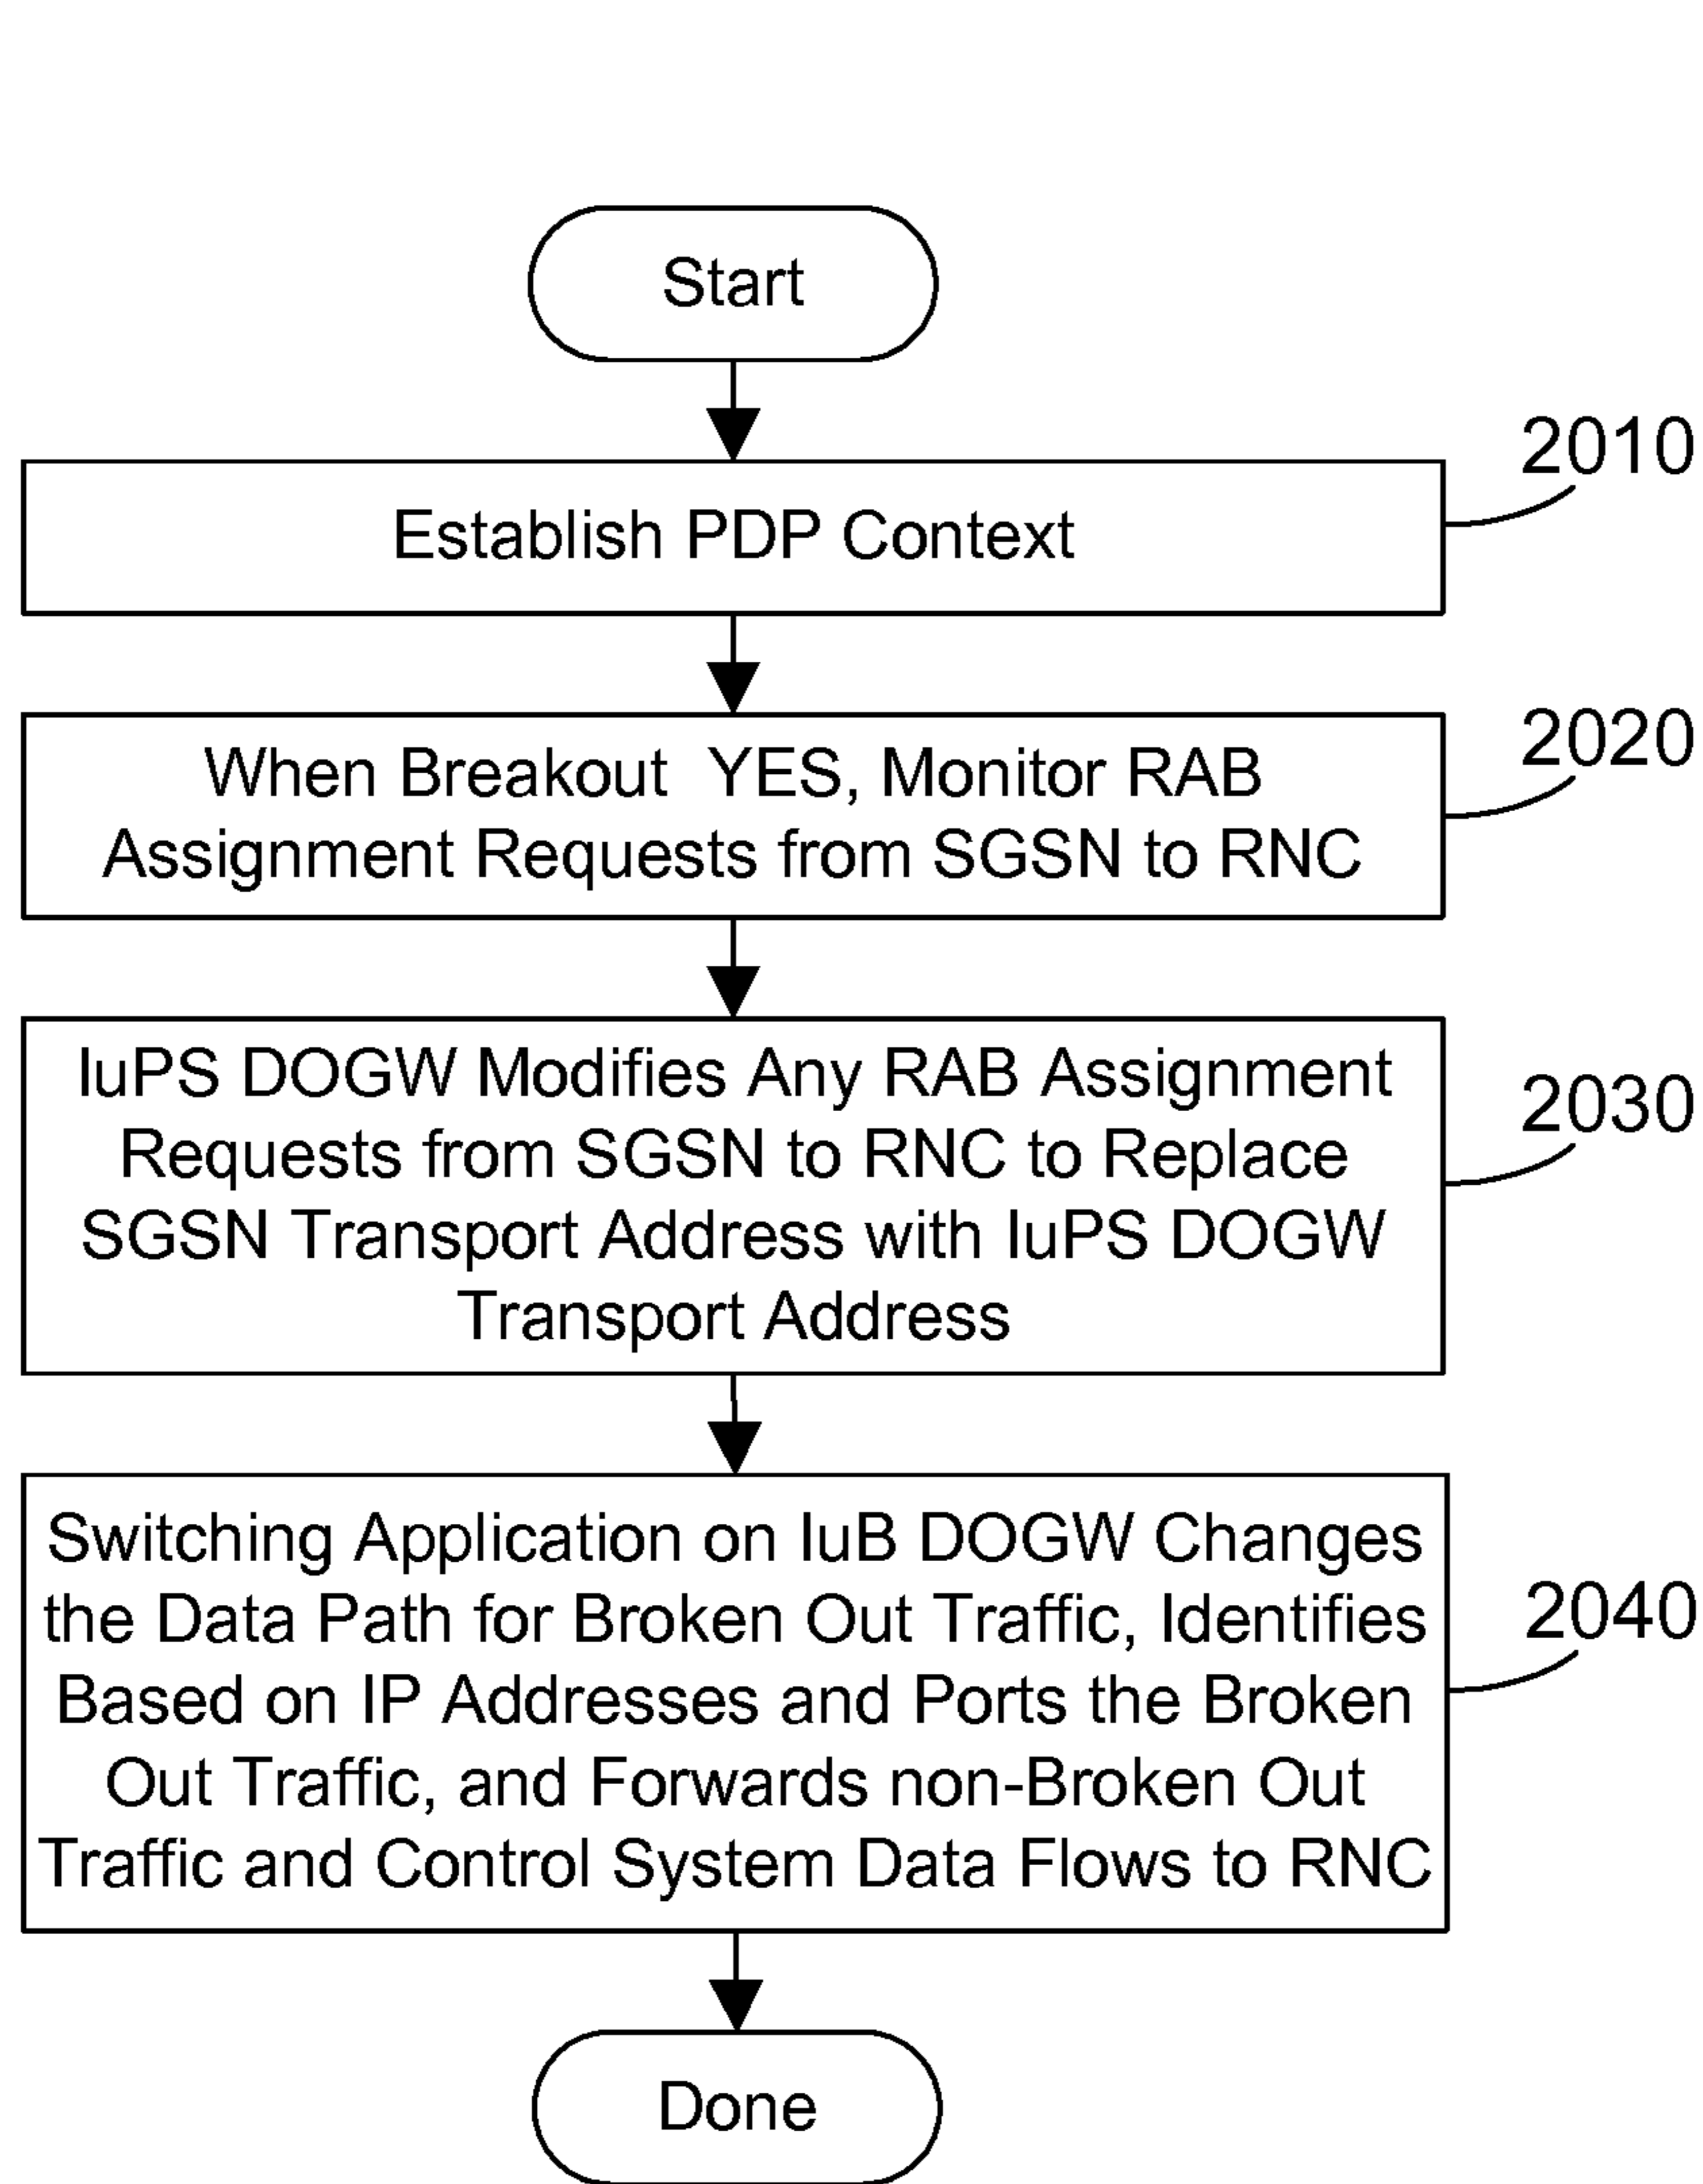 Start
2010
Establish PDP Context
2020
When Breakout YES, Monitor RAB
Assignment Requests from SGSN to RNC
IuPS DOGW Modifies Any RAB Assignment
Requests from SGSN to RNC to Replace
SGSN Transport Address with IuPS DOGW
Transport Address
2030
Switching Application on IuB DOGW Changes
the Data Path for Broken Out Traffic, Identifies
Based on IP Addresses and Ports the Broken
Out Traffic, and Forwards non-Broken Out
Traffic and Control System Data Flows to RNC
2040
Done